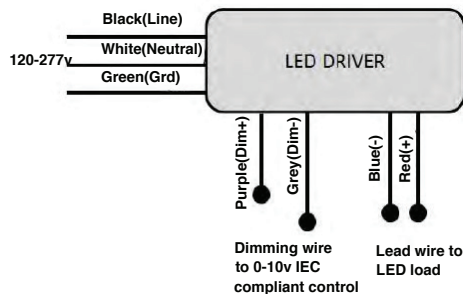 Black(Line)
White(Neutral)
120-277v
Green(Grd)
LED DRIVER
Purple(Dim+)
Grey(Dim-)
Blue(-)
Red(+)
Dimming wire
to 0-10v IEC
compliant control
Lead wire to
LED load